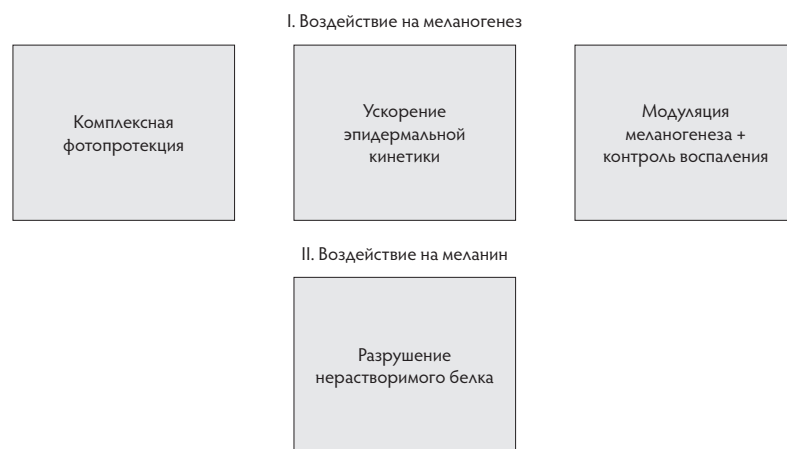 I. Воздействие на меланогенез
Комплексная
фотопротекция
Ускорение
эпидермальной
кинетики
Модуляция
меланогенеза +
контроль воспаления
II. Воздействие на меланин
Разрушение
нерастворимого белка